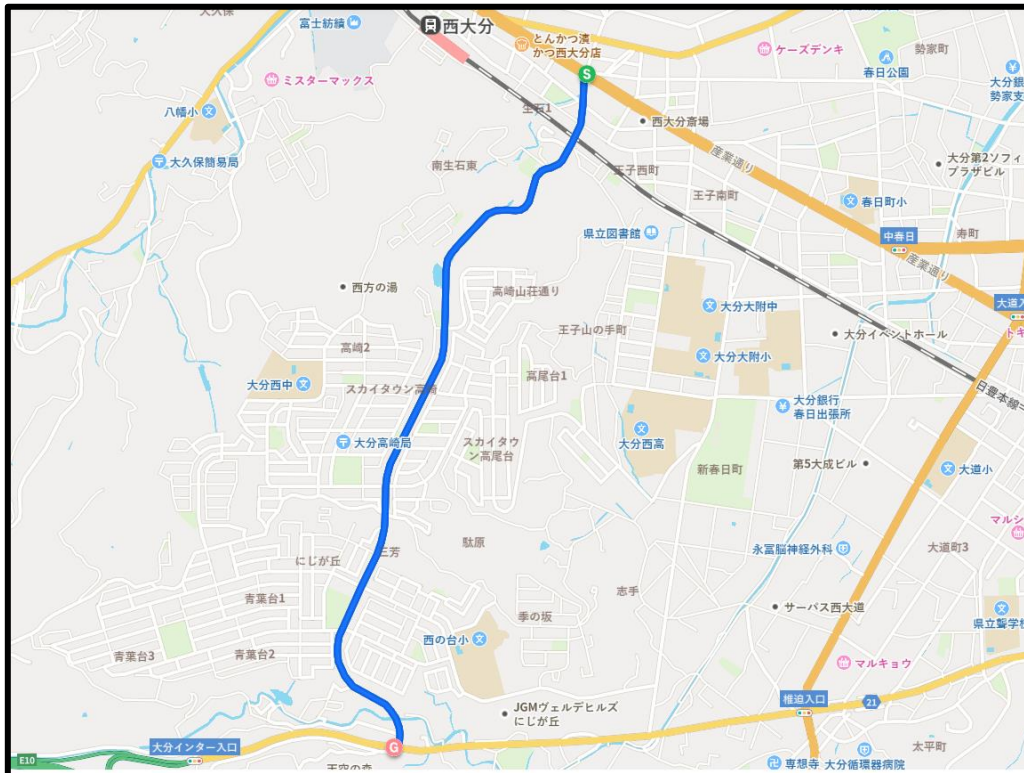 大久保
富士紡績
西大分
とんかつ濵
かつ西大分店
ケーズデンキ
勢家町
春日公園
大分銀
勢家支
ミスターマックス
S
八幡小
生石1
西大分斎場
大久保簡易局
南生石東
王子西町
産業通り
大分第2ソフィ
プラザビル
王子南町
春日町小
県立図書館
中春日
寿町
産業通り
西方の湯
高崎山荘通り
大分大附中
大道入
王子山の手町
大分イベントホール
トキ
高崎2
大分大附小
大分西中
スカイタウン高崎
高尾台1
日豊本線
大分銀行
春日出張所
大分高崎局
スカイタウ
ン高尾台
大分西高
新春日町
第5大成ビル
大道小
マルシ
駄原
三芳
永冨脳神経外科
大道町3
にじが丘
青葉台1
志手
季の坂
サーパス西大道
県立聾学校
西の台小
青葉台3
青葉台2
マルキョウ
椎迫入口
21
JGMヴェルデヒルズ
にじが丘
大分インター入口
G
太平町
E10
天空の森
専想寺
大分循環器病院